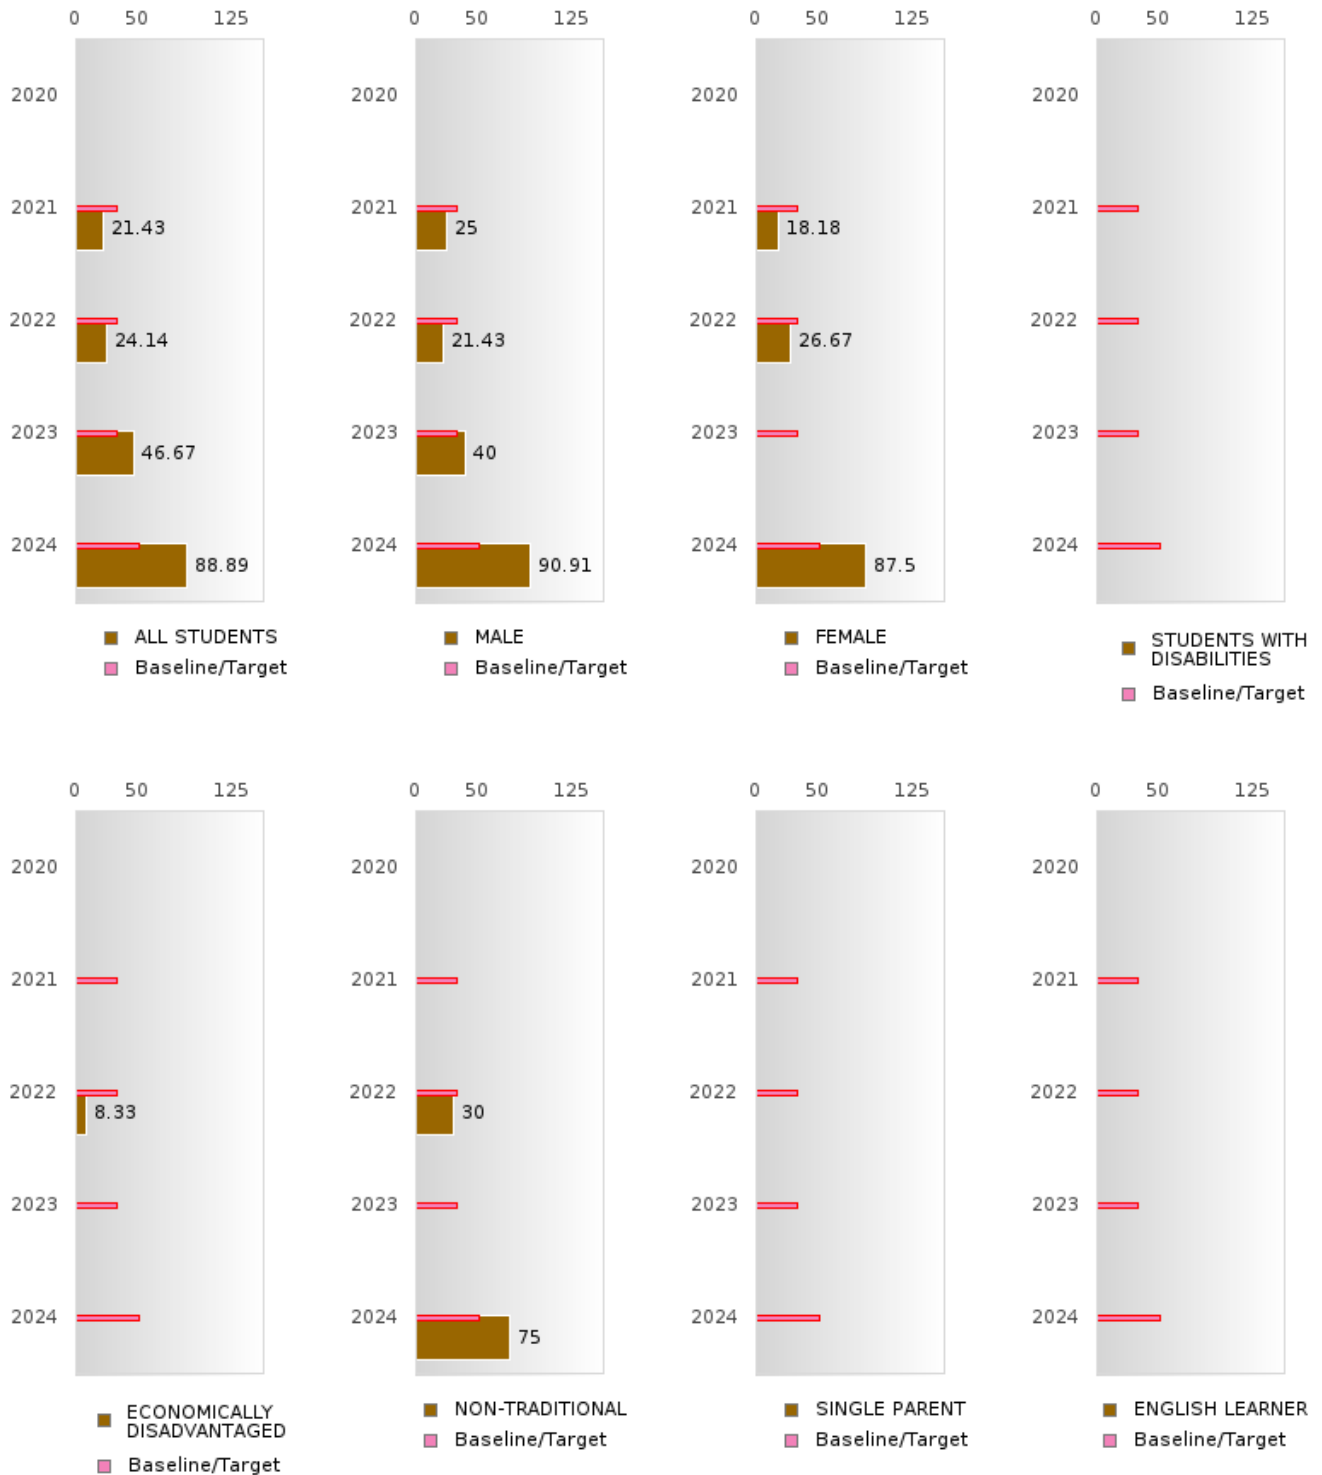 0 50 125
2020
2021
21.43
2022
24.14
2023
46.67
2024
88.89
ALL STUDENTS
Baseline/Target
0 50 125
2020
2021
25
2022
21.43
2023
40
2024
90.91
MALE
Baseline/Target
0 50 125
2020
2021
18.18
2022
26.67
2023
2024
87.5
FEMALE
Baseline/Target
0 50 125
2020
2021
2022
2023
2024
STUDENTS WITH
DISABILITIES
Baseline/Target
0 50 125
2020
2021
2022
8.33
2023
2024
ECONOMICALLY
DISADVANTAGED
Baseline/Target
0 50 125
2020
2021
2022
30
2023
2024
75
NON-TRADITIONAL
Baseline/Target
0 50 125
2020
2021
2022
2023
2024
SINGLE PARENT
Baseline/Target
0 50 125
2020
2021
2022
2023
2024
ENGLISH LEARNER
Baseline/Target